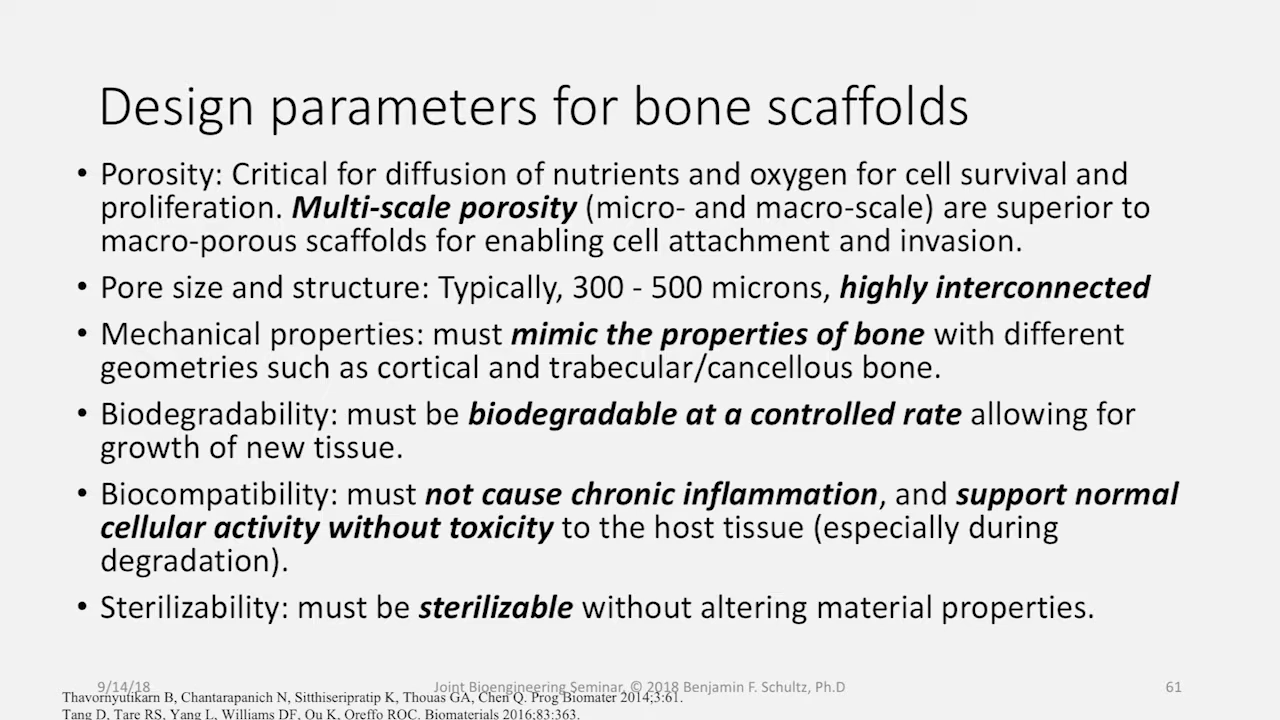 Design parameters for bone scaffolds
• Porosity: Critical for diffusion of nutrients and oxygen for cell survival and
proliferation. Multi-scale porosity (micro- and macro-scale) are superior to
macro-porous scaffolds for enabling cell attachment and invasion.
• Pore size and structure: Typically, 300 - 500 microns, highly interconnected
• Mechanical properties: must mimic the properties of bone with different
geometries such as cortical and trabecular/cancellous bone.
• Biodegradability: must be biodegradable at a controlled rate allowing for
growth of new tissue.
• Biocompatibility: must not cause chronic inflammation, and support normal
cellular activity without toxicity to the host tissue (especially during
degradation).
• Sterilizability: must be sterilizable without altering material properties.
9/14/18 Joint Bioengineering Seminar, © 2018 Benjamin F. Schultz, Ph.D 61
Thavornyutikarn B, Chantarapanich N, Sitthiseripratip K, Thouas GA, Chen Q. Prog Biomater 2014;3:61.
Tang D, Tare RS, Yang L, Williams DF, Ou K, Oreffo ROC. Biomaterials 2016;83:363.